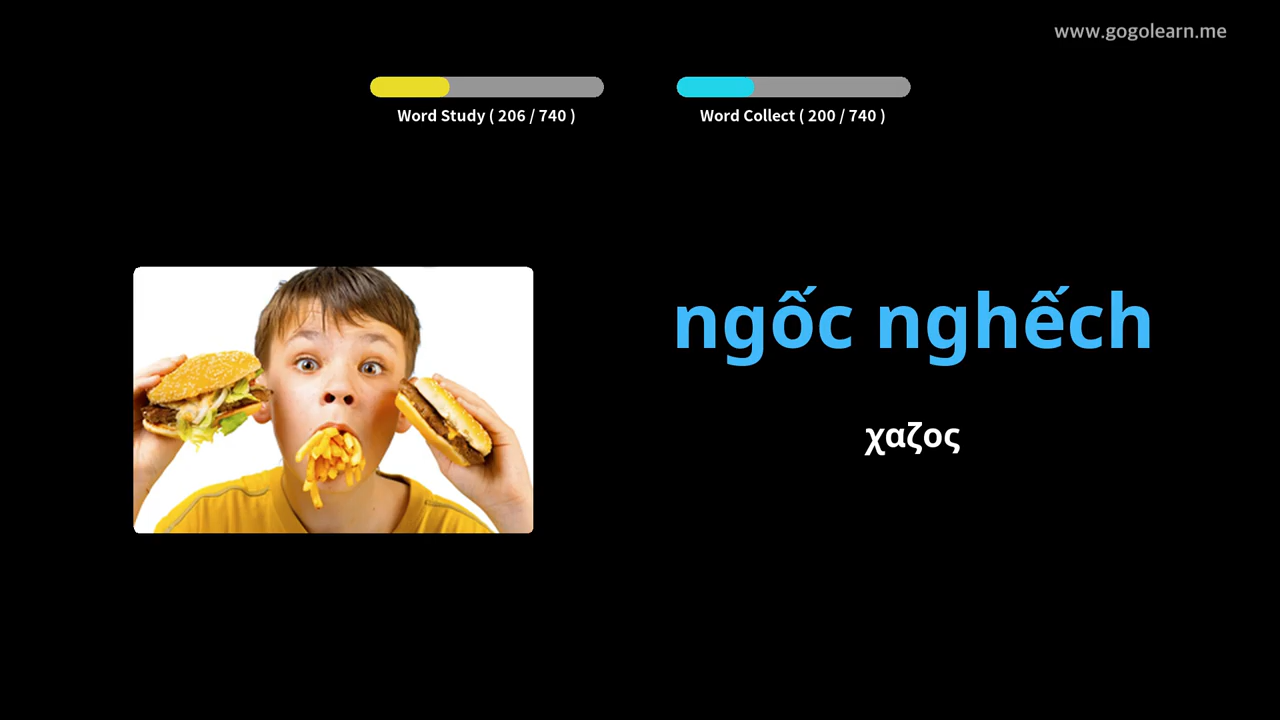 www.gogolearn.me
Word Study ( 206 / 740 )
Word Collect ( 200 / 740 )
ngốc nghếch
χαζος